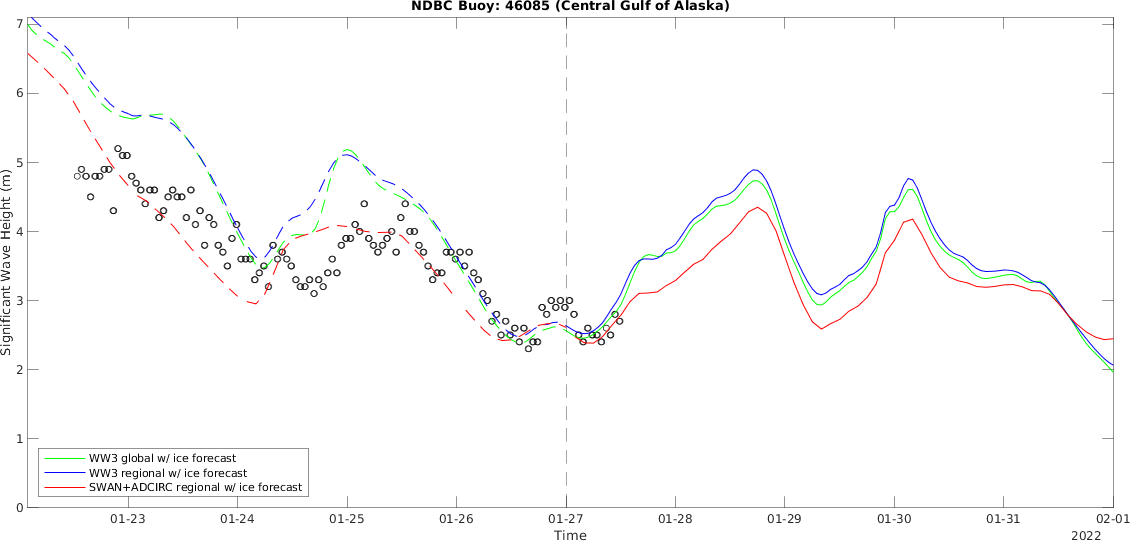 NDBC Buoy: 46085 (Central Gulf of Alaska)
7
6
5
4
3
2
1
0
Significant Wave Height (m)
WW3 global w/ ice forecast
WW3 regional w/ ice forecast
SWAN+ADCIRC regional w/ ice forecast
01-23 01-24 01-25 01-26 01-27 01-28 01-29 01-30 01-31 02-01
Time
2022